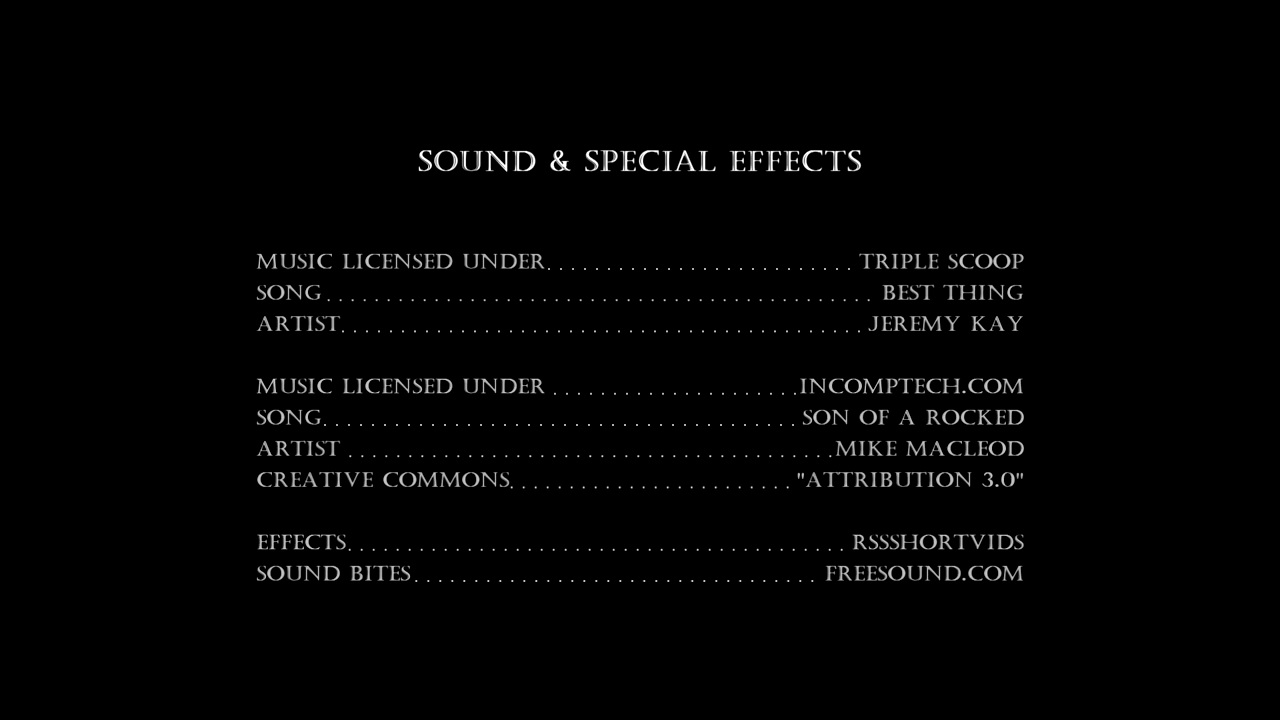 SOUND & SPECIAL EFFECTS
MUSIC LICENSED UNDER. . . . . . . . . . . . . . . . . . . . . . . . . . TRIPLE SCOOP
SONG . . . . . . . . . . . . . . . . . . . . . . . . . . . . . . . . . . . . . . . . . . . . . . BEST THING
ARTIST. . . . . . . . . . . . . . . . . . . . . . . . . . . . . . . . . . . . . . . . . . . . JEREMY KAY
MUSIC LICENSED UNDER . . . . . . . . . . . . . . . . . . . . .INCOMPTECH.COM
SONG. . . . . . . . . . . . . . . . . . . . . . . . . . . . . . . . . . . . . . . . SON OF A ROCKED
ARTIST . . . . . . . . . . . . . . . . . . . . . . . . . . . . . . . . . . . . . . . . .MIKE MACLEOD
CREATIVE COMMONS. . . . . . . . . . . . . . . . . . . . . . . . "ATTRIBUTION 3.0"
EFFECTS. . . . . . . . . . . . . . . . . . . . . . . . . . . . . . . . . . . . . . . . . . RSSSHORTVIDS
SOUND BITES . . . . . . . . . . . . . . . . . . . . . . . . . . . . . . . . . . FREESOUND.COM